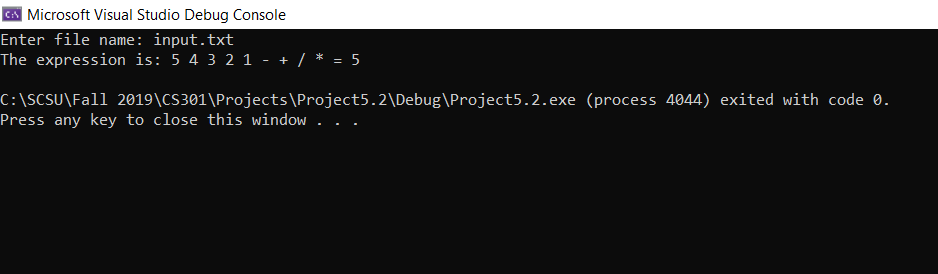 C:\
Microsoft Visual Studio Debug Console
Enter file name: input.txt
The expression is: 5 4 3 2 1 - + / * = 5
C:\SCSU\Fall 2019\CS301\Projects\Project5.2\Debug\Project5.2.exe (process 4044) exited with code 0.
Press any key to close this window . . .